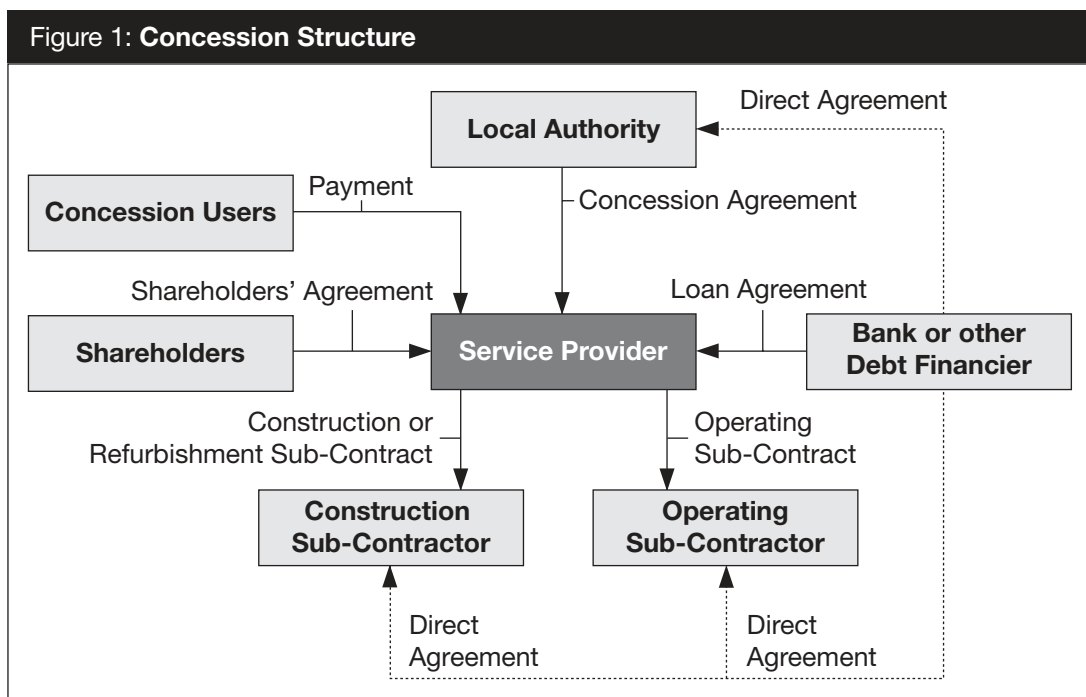 Figure 1: Concession Structure
Direct Agreement
Local Authority
Payment
Concession Users
Concession Agreement
Shareholders’ Agreement
Loan Agreement
Shareholders
Service Provider
Bank or other
Debt Financier
Construction or
Refurbishment Sub-Contract
Operating
Sub-Contract
Construction
Sub-Contractor
Operating
Sub-Contractor
Direct
Agreement
Direct
Agreement